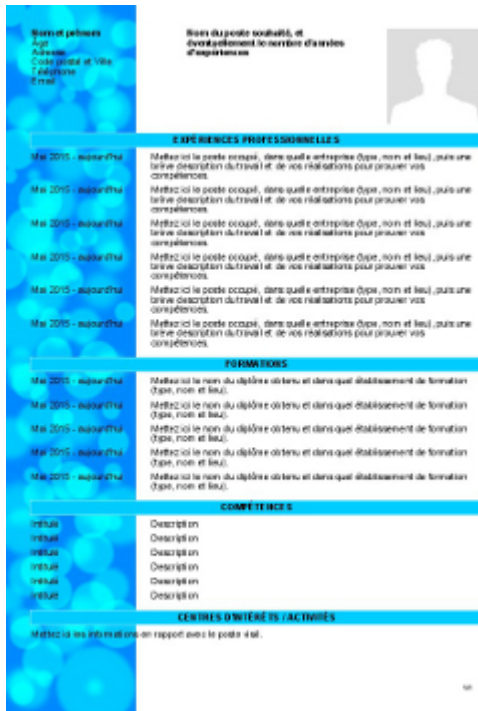 Nom et prénom
Age
Adresse
Code postal et Ville
Téléphone
E-mail
Nom du poste souhaité, et
éventuellement le nombre d'années
d'expériences
EXPÉRIENCES PROFESSIONNELLES
Mai 2015 - aujourd'hui
Mettez ici le poste occupé, dans quelle entreprise (type, nom et lieu), puis une
brève description du travail et de vos réalisations pour prouver vos
compétences.
Mai 2015 - aujourd'hui
Mettez ici le poste occupé, dans quelle entreprise (type, nom et lieu), puis une
brève description du travail et de vos réalisations pour prouver vos
compétences.
Mai 2015 - aujourd'hui
Mettez ici le poste occupé, dans quelle entreprise (type, nom et lieu), puis une
brève description du travail et de vos réalisations pour prouver vos
compétences.
Mai 2015 - aujourd'hui
Mettez ici le poste occupé, dans quelle entreprise (type, nom et lieu), puis une
brève description du travail et de vos réalisations pour prouver vos
compétences.
Mai 2015 - aujourd'hui
Mettez ici le poste occupé, dans quelle entreprise (type, nom et lieu), puis une
brève description du travail et de vos réalisations pour prouver vos
compétences.
Mai 2015 - aujourd'hui
Mettez ici le poste occupé, dans quelle entreprise (type, nom et lieu), puis une
brève description du travail et de vos réalisations pour prouver vos
compétences.
FORMATIONS
Mai 2015 - aujourd'hui
Mettez ici le nom du diplôme obtenu et dans quel établissement de formation
(type, nom et lieu).
Mai 2015 - aujourd'hui
Mettez ici le nom du diplôme obtenu et dans quel établissement de formation
(type, nom et lieu).
Mai 2015 - aujourd'hui
Mettez ici le nom du diplôme obtenu et dans quel établissement de formation
(type, nom et lieu).
Mai 2015 - aujourd'hui
Mettez ici le nom du diplôme obtenu et dans quel établissement de formation
(type, nom et lieu).
Mai 2015 - aujourd'hui
Mettez ici le nom du diplôme obtenu et dans quel établissement de formation
(type, nom et lieu).
COMPÉTENCES
Intitulé Description
Intitulé Description
Intitulé Description
Intitulé Description
Intitulé Description
Intitulé Description
CENTRES D'INTÉRÊTS / ACTIVITÉS
Mettez ici les informations en rapport avec le poste visé.